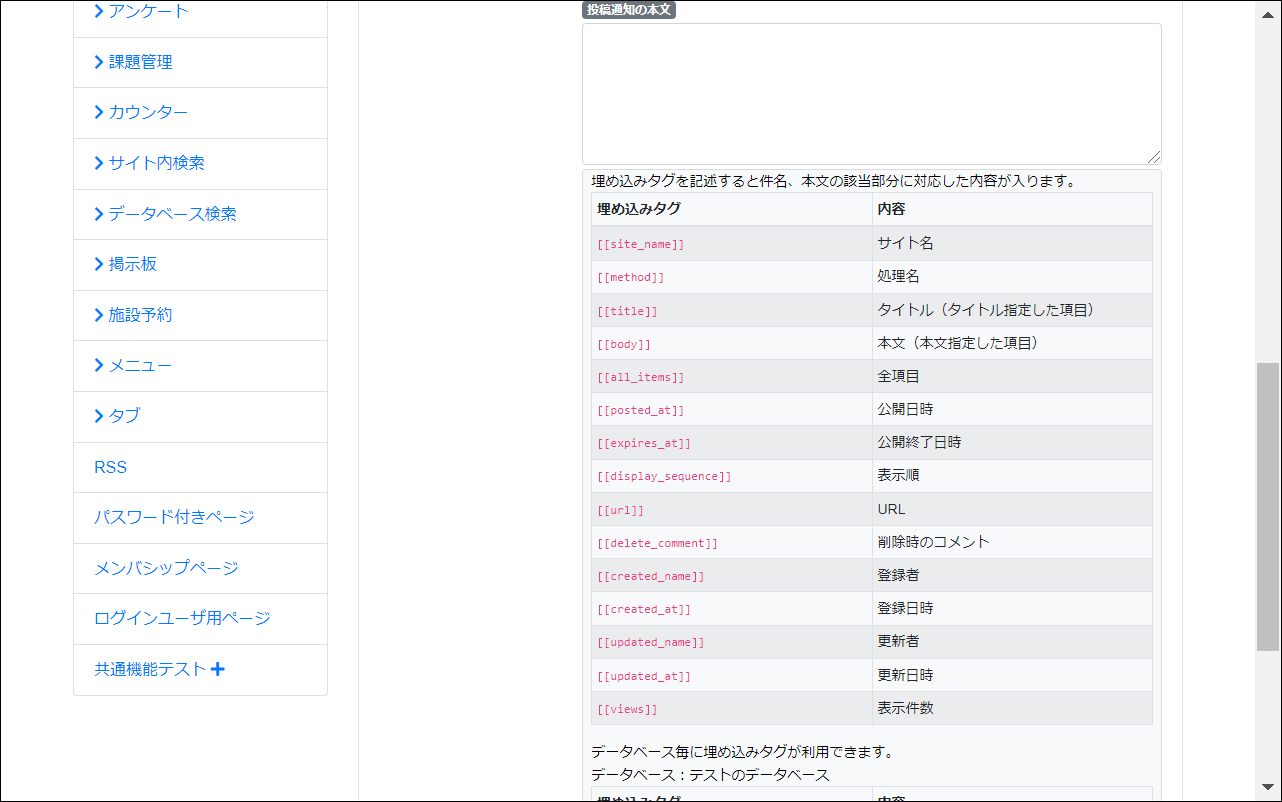 アンケート
課題管理
カウンター
サイト内検索
データベース検索
掲示板
施設予約
メニュー
タブ
RSS
パスワード付きページ
メンバシップページ
ログインユーザ用ページ
共通機能テスト
投稿通知の本文
埋め込みタグを記述すると件名、本文の該当部分に対応した内容が入ります。
埋め込みタグ 内容
[[site_name]] サイト名
[[method]] 処理名
[[title]] タイトル（タイトル指定した項目）
[[body]] 本文（本文指定した項目）
[[all_items]] 全項目
[[posted_at]] 公開日時
[[expires_at]] 公開終了日時
[[display_sequence]] 表示順
[[url]] URL
[[delete_comment]] 削除時のコメント
[[created_name]] 登録者
[[created_at]] 登録日時
[[updated_name]] 更新者
[[updated_at]] 更新日時
[[views]] 表示件数
データベース毎に埋め込みタグが利用できます。
データベース：テストのデータベース
埋め込みタグ 内容